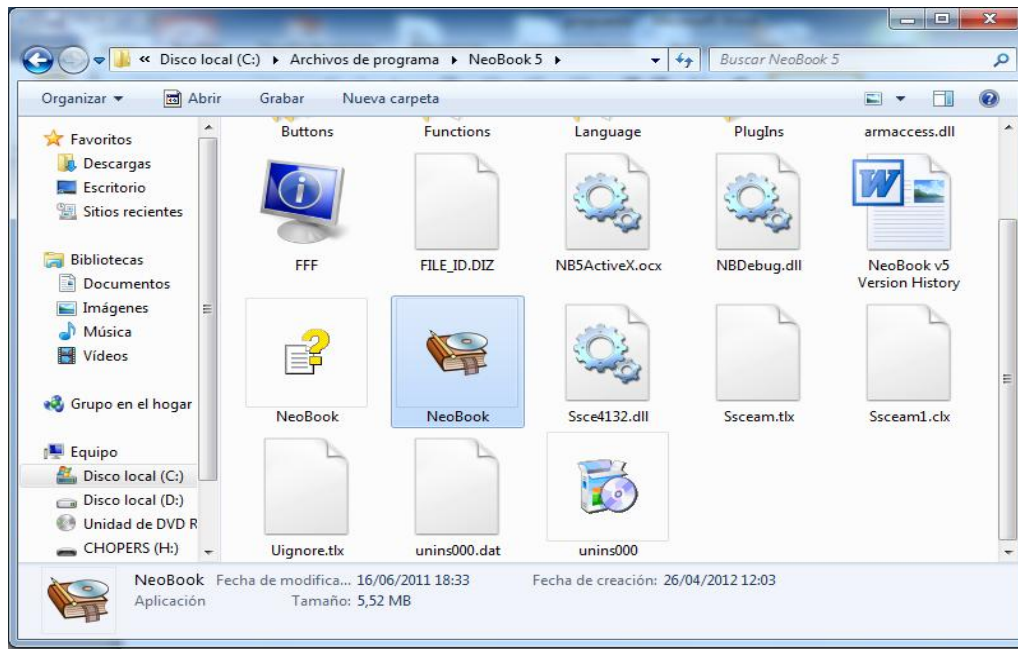 « Disco local (C:) ▸ Archivos de programa ▸ NeoBook 5 ▸
Buscar NeoBook 5
Organizar
Abrir
Grabar
Nueva carpeta
Favoritos
Descargas
Escritorio
Sitios recientes
Bibliotecas
Documentos
Imágenes
Música
Vídeos
Grupo en el hogar
Equipo
Disco local (C:)
Disco local (D:)
Unidad de DVD R
CHOPERS (H:)
Buttons
Functions
Language
PlugIns
armaccess.dll
FFF
FILE_ID.DIZ
NB5ActiveX.ocx
NBDebug.dll
NeoBook v5
Version History
NeoBook
NeoBook
Ssce4132.dll
Ssceam.tlx
Ssceam1.clx
Uignore.tlx
unins000.dat
unins000
NeoBook Fecha de modifica... 16/06/2011 18:33 Fecha de creación: 26/04/2012 12:03
Aplicación Tamaño: 5,52 MB